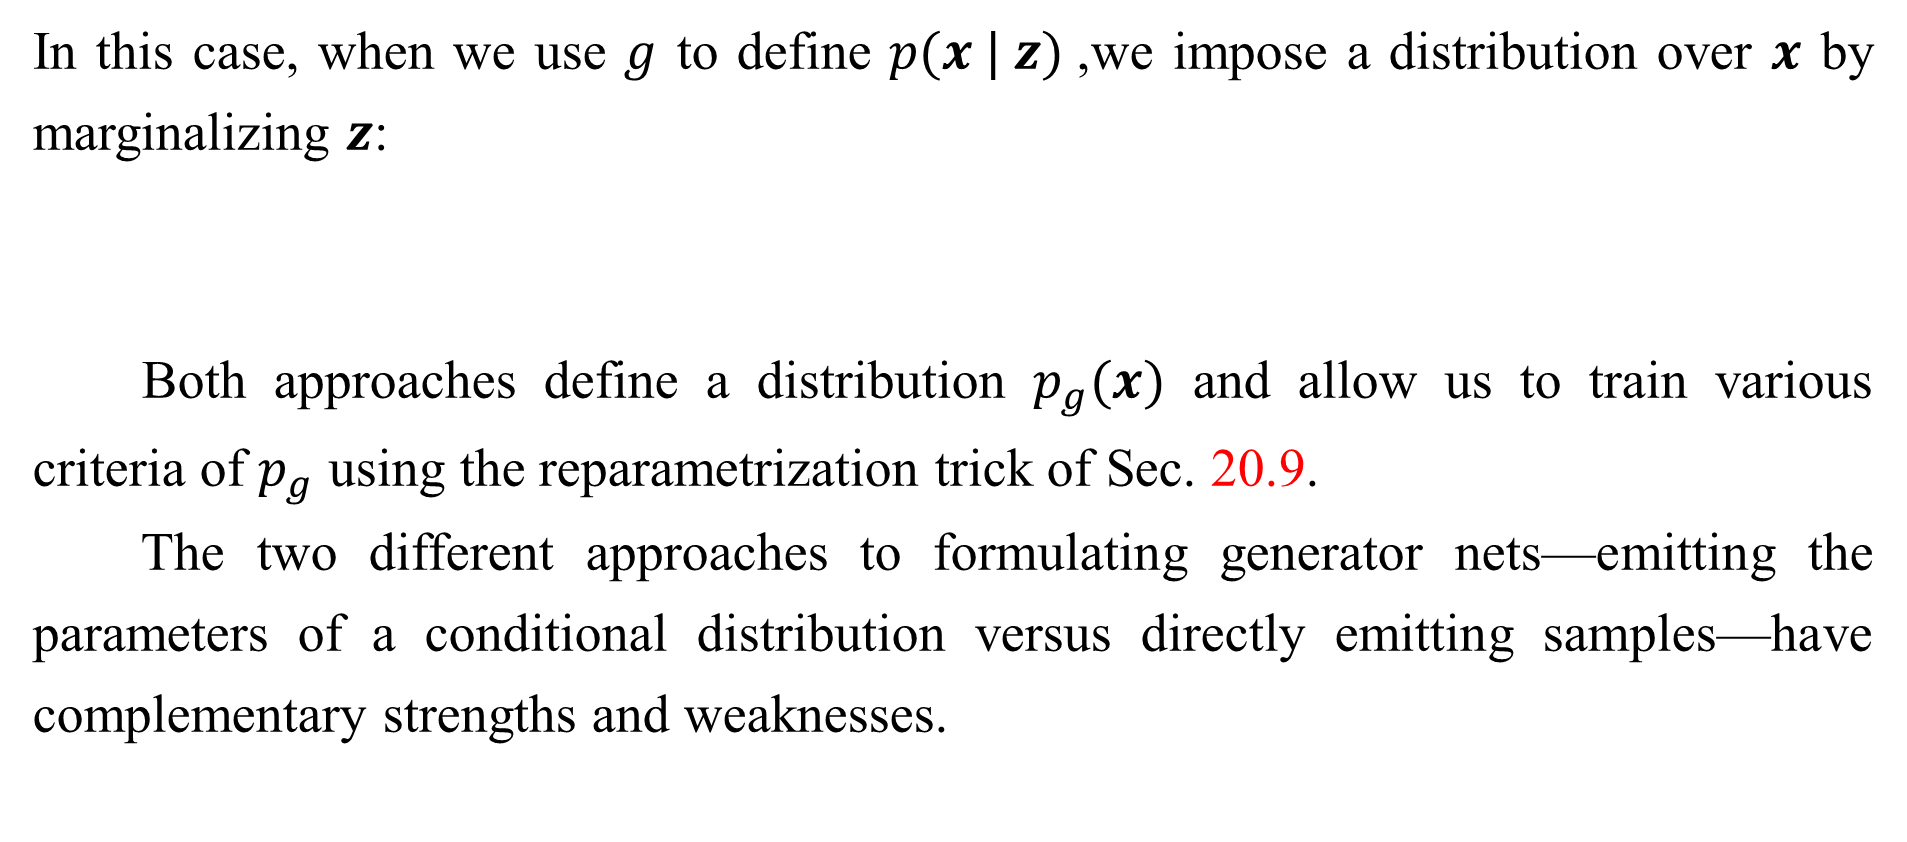 In this case, when we use g to define p(x | z) ,we impose a distribution over x by
marginalizing z:
Both approaches define a distribution p_g(x) and allow us to train various
criteria of p_g using the reparametrization trick of Sec. 20.9.
The two different approaches to formulating generator nets—emitting the
parameters of a conditional distribution versus directly emitting samples—have
complementary strengths and weaknesses.